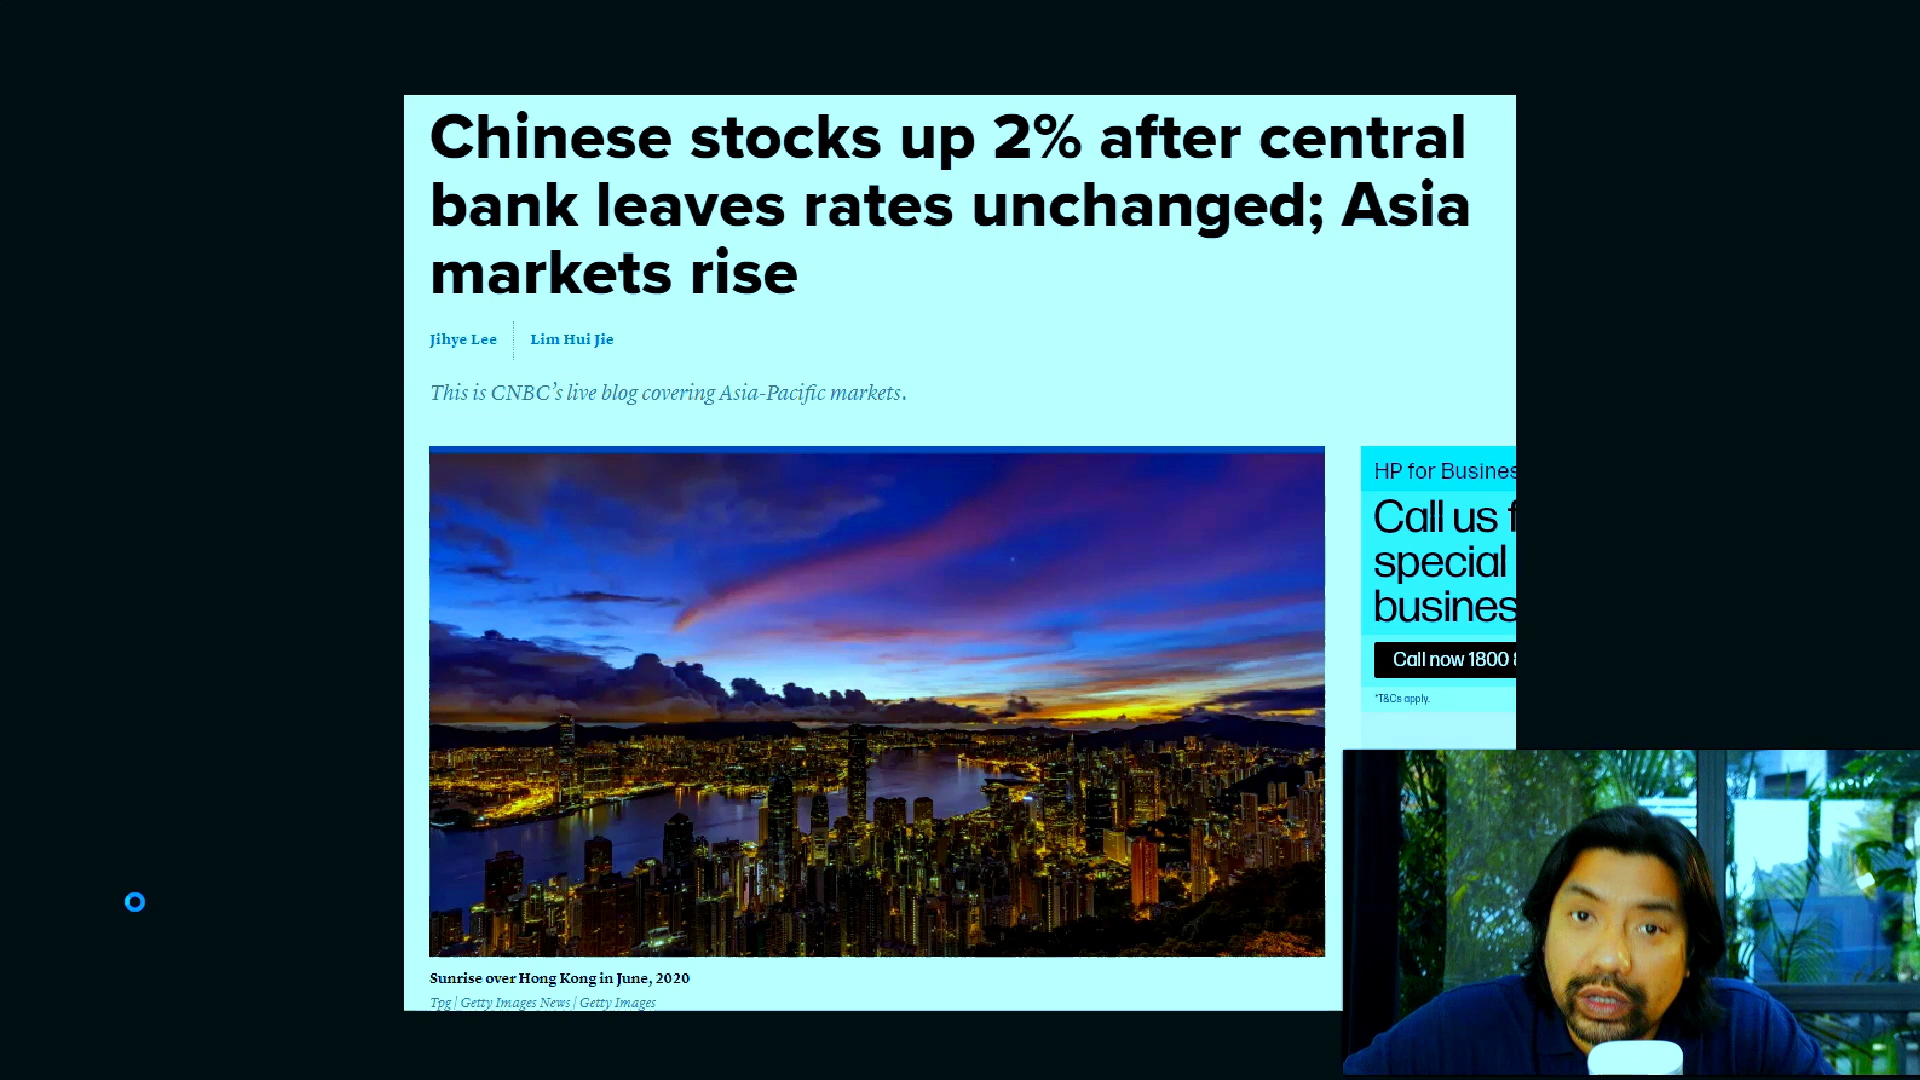 Chinese stocks up 2% after central
bank leaves rates unchanged; Asia
markets rise
Jihye Lee
Lim Hui Jie
This is CNBC's live blog covering Asia-Pacific markets.
HP for Busines
Call us f
special
busines
Call now 1800
*T&Cs apply.
Sunrise over Hong Kong in June, 2020
Tpg | Getty Images News | Getty Images